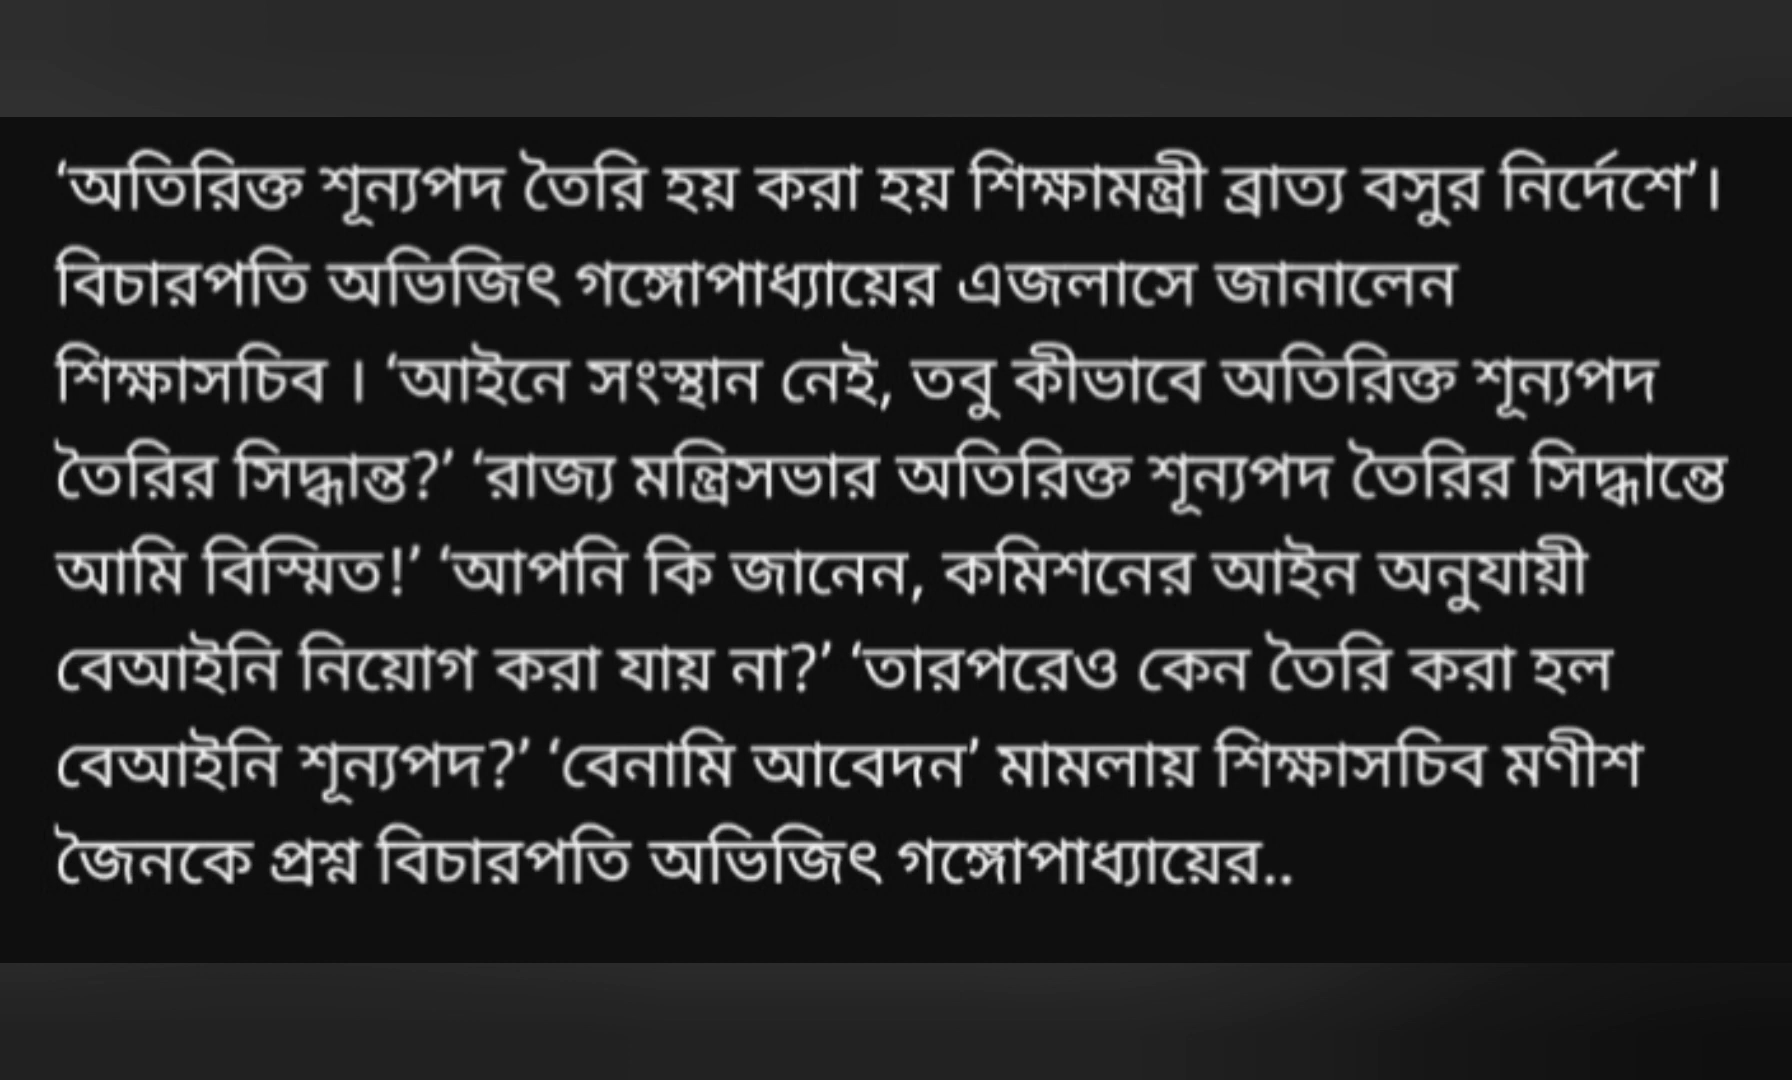 ‘অতিরিক্ত শূন্যপদ তৈরি হয় করা হয় শিক্ষামন্ত্রী ব্রাত্য বসুর নির্দেশে’।
বিচারপতি অভিজিৎ গঙ্গোপাধ্যায়ের এজলাসে জানালেন
শিক্ষাসচিব । ‘আইনে সংস্থান নেই, তবু কীভাবে অতিরিক্ত শূন্যপদ
তৈরির সিদ্ধান্ত?’ ‘রাজ্য মন্ত্রিসভার অতিরিক্ত শূন্যপদ তৈরির সিদ্ধান্তে
আমি বিস্মিত!’ ‘আপনি কি জানেন, কমিশনের আইন অনুযায়ী
বেআইনি নিয়োগ করা যায় না?’ ‘তারপরেও কেন তৈরি করা হল
বেআইনি শূন্যপদ?’ ‘বেনামি আবেদন’ মামলায় শিক্ষাসচিব মণীশ
জৈনকে প্রশ্ন বিচারপতি অভিজিৎ গঙ্গোপাধ্যায়ের..